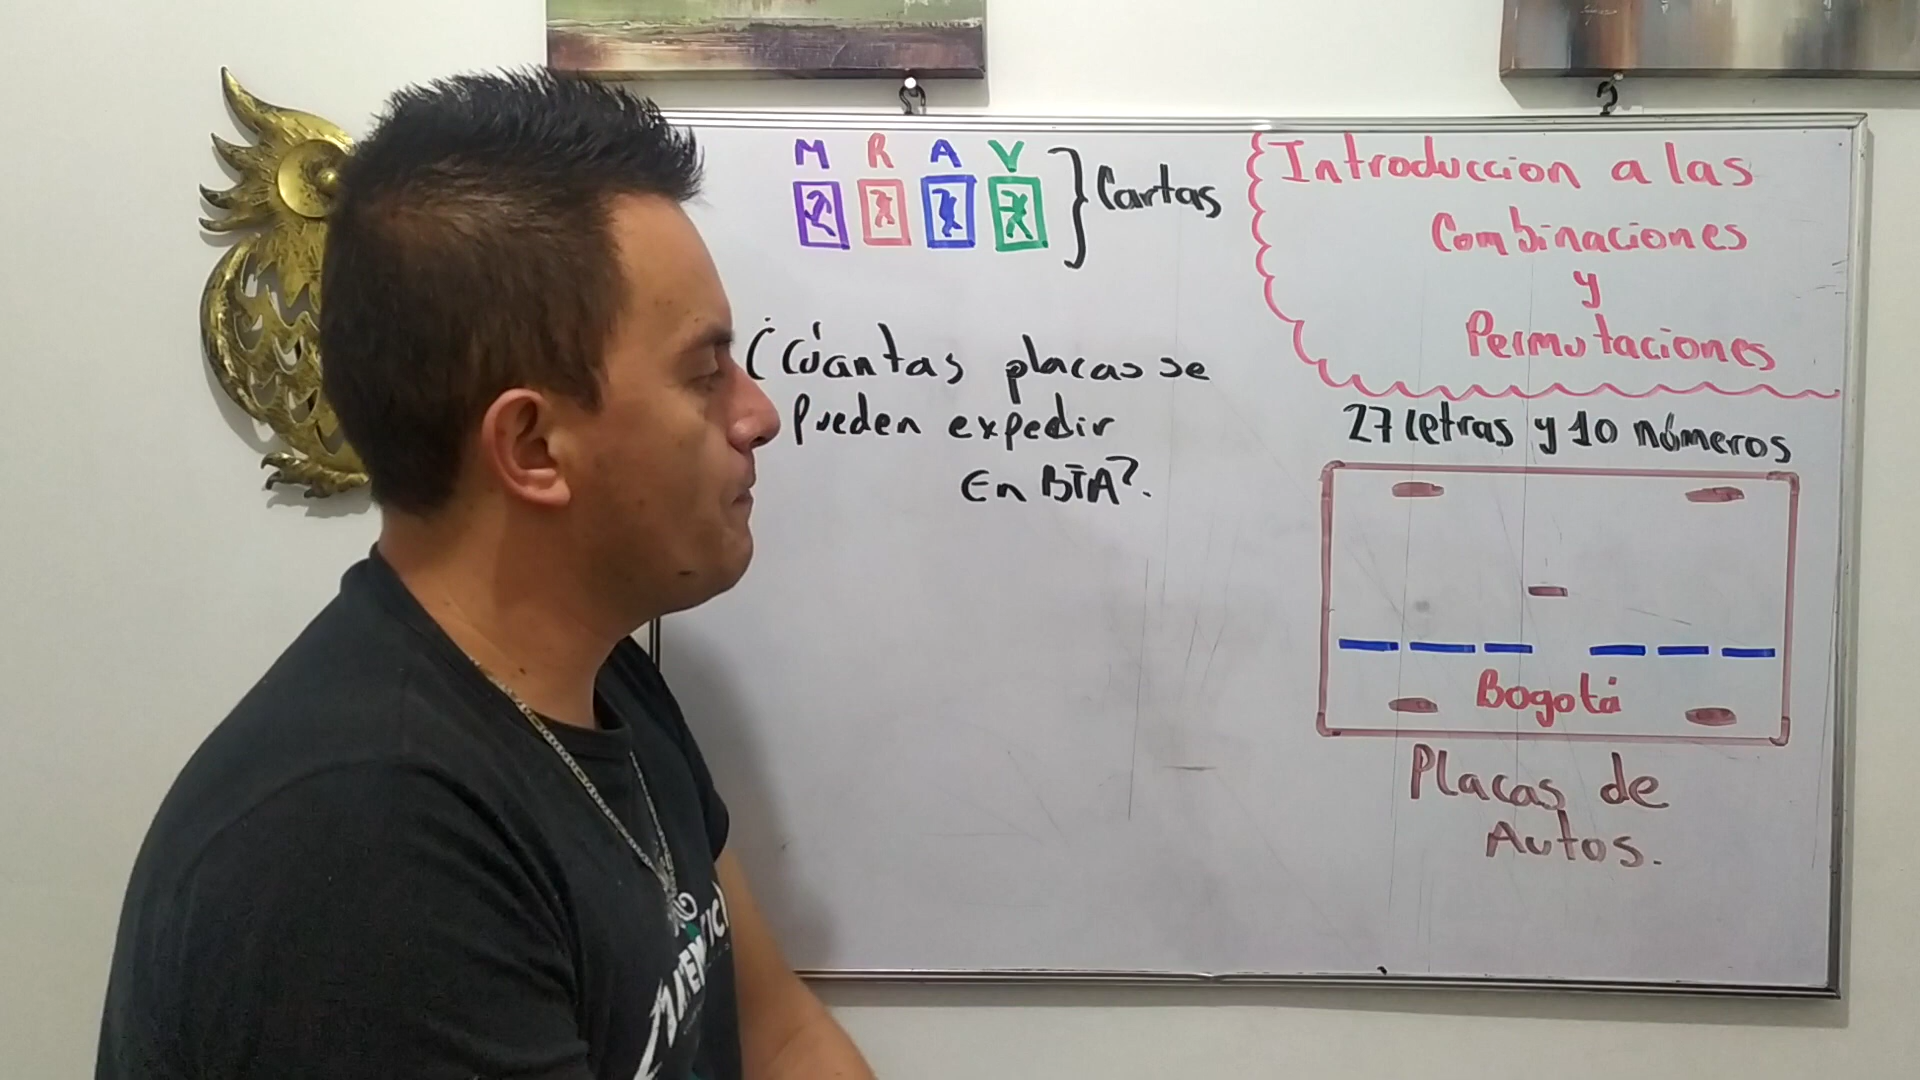 M R A V
Cartas
¿Cúantas placas se
Pueden expedir
En BTA?.
Introduccion a las
Combinaciones
y
Permutaciones
27 letras y 10 números
Bogotá
Placas de
Autos.